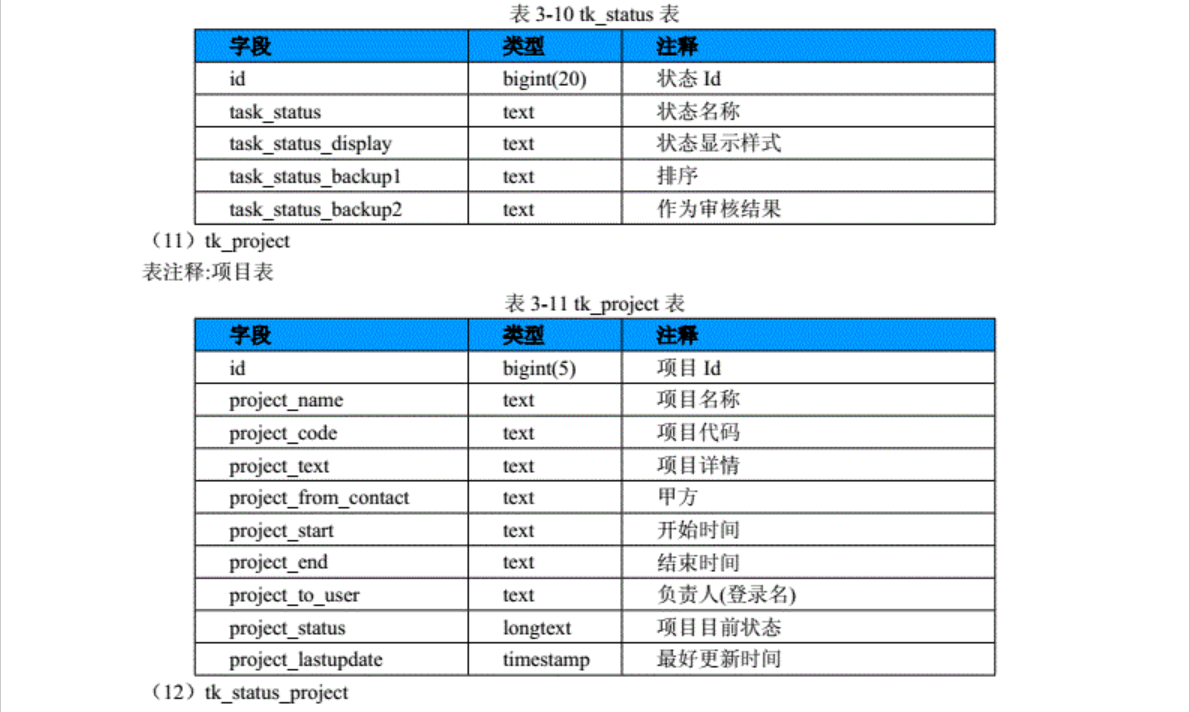 表 3-10 tk_status 表
字段 类型 注释
id bigint(20) 状态 Id
task_status text 状态名称
task_status_display text 状态显示样式
task_status_backup1 text 排序
task_status_backup2 text 作为审核结果
（11）tk_project
表注释:项目表
表 3-11 tk_project 表
字段 类型 注释
id bigint(5) 项目 Id
project_name text 项目名称
project_code text 项目代码
project_text text 项目详情
project_from_contact text 甲方
project_start text 开始时间
project_end text 结束时间
project_to_user text 负责人(登录名)
project_status longtext 项目目前状态
project_lastupdate timestamp 最好更新时间
（12）tk_status_project